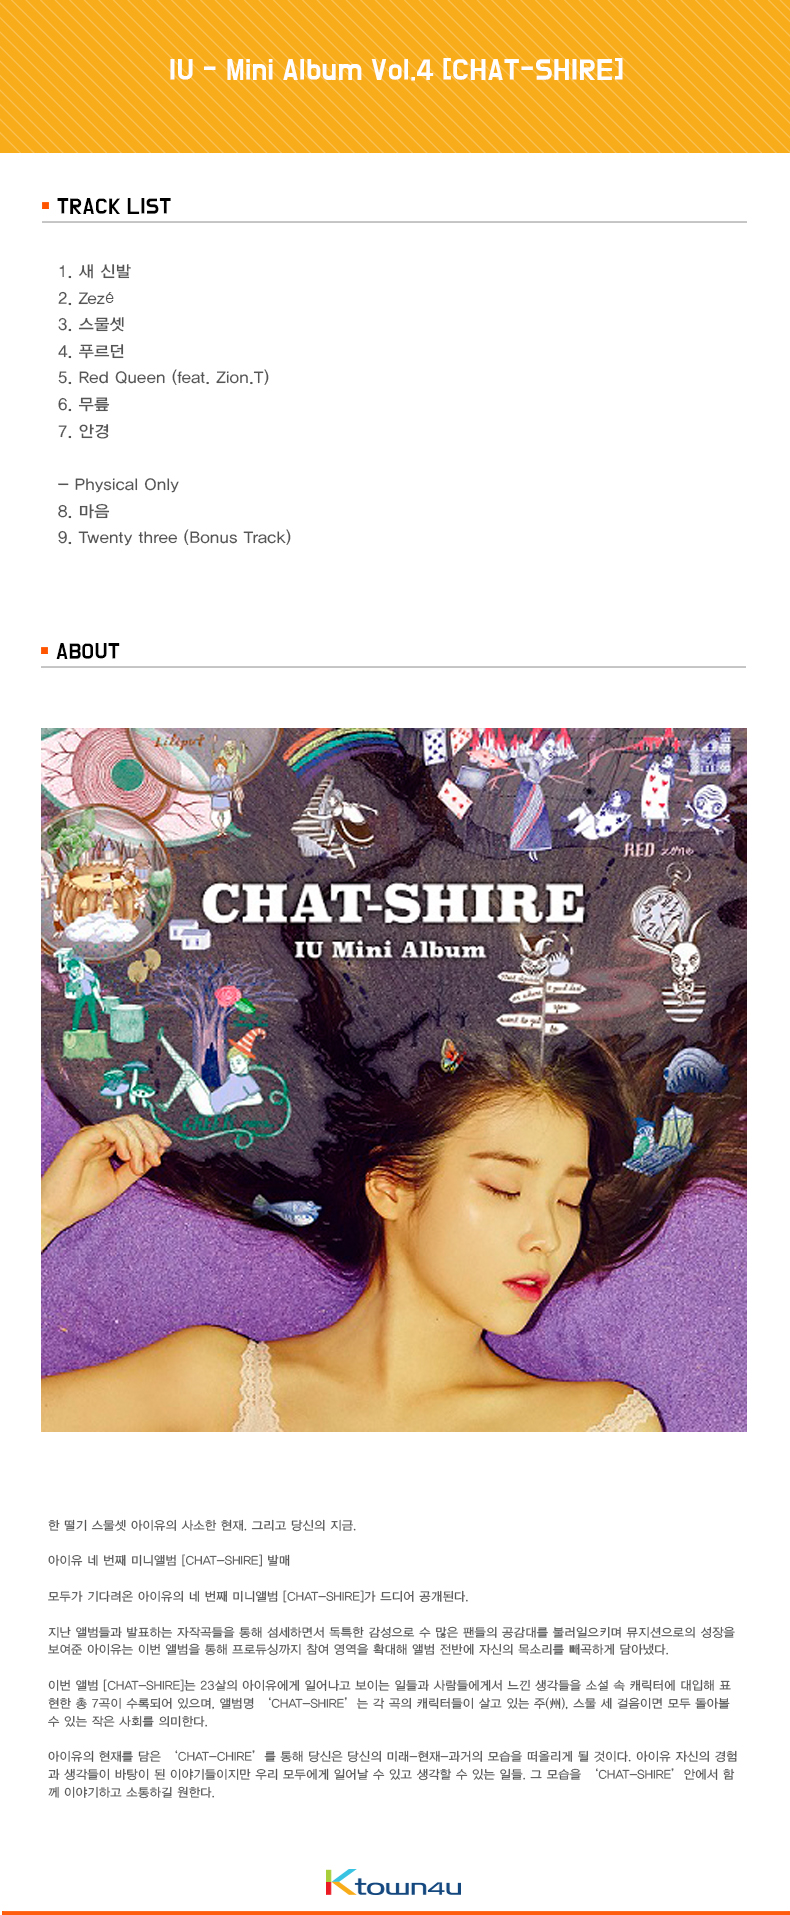 IU - Mini Album Vol.4 [CHAT-SHIRE]
TRACK LIST
1. 새 신발
2. Zezé
3. 스물셋
4. 푸르던
5. Red Queen (feat. Zion.T)
6. 무릎
7. 안경
- Physical Only
8. 마음
9. Twenty three (Bonus Track)
ABOUT
Liliput
RED zone
CHAT-SHIRE
IU Mini Album
GREEN zone
한 떨기 스물셋 아이유의 사소한 현재. 그리고 당신의 지금.
아이유 네 번째 미니앨범 [CHAT-SHIRE] 발매
모두가 기다려온 아이유의 네 번째 미니앨범 [CHAT-SHIRE]가 드디어 공개된다.
지난 앨범들과 발표하는 자작곡들을 통해 섬세하면서 독특한 감성으로 수 많은 팬들의 공감대를 불러일으키며 뮤지션으로의 성장을
보여준 아이유는 이번 앨범을 통해 프로듀싱까지 참여 영역을 확대해 앨범 전반에 자신의 목소리를 빼곡하게 담아냈다.
이번 앨범 [CHAT-SHIRE]는 23살의 아이유에게 일어나고 보이는 일들과 사람들에게서 느낀 생각들을 소설 속 캐릭터에 대입해 표
현한 총 7곡이 수록되어 있으며, 앨범명 ‘CHAT-SHIRE’는 각 곡의 캐릭터들이 살고 있는 주(州), 스물 세 걸음이면 모두 돌아볼
수 있는 작은 사회를 의미한다.
아이유의 현재를 담은 ‘CHAT-CHIRE’를 통해 당신은 당신의 미래-현재-과거의 모습을 떠올리게 될 것이다. 아이유 자신의 경험
과 생각들이 바탕이 된 이야기들이지만 우리 모두에게 일어날 수 있고 생각할 수 있는 일들. 그 모습을 ‘CHAT-SHIRE’안에서 함
께 이야기하고 소통하길 원한다.
Ktown4u